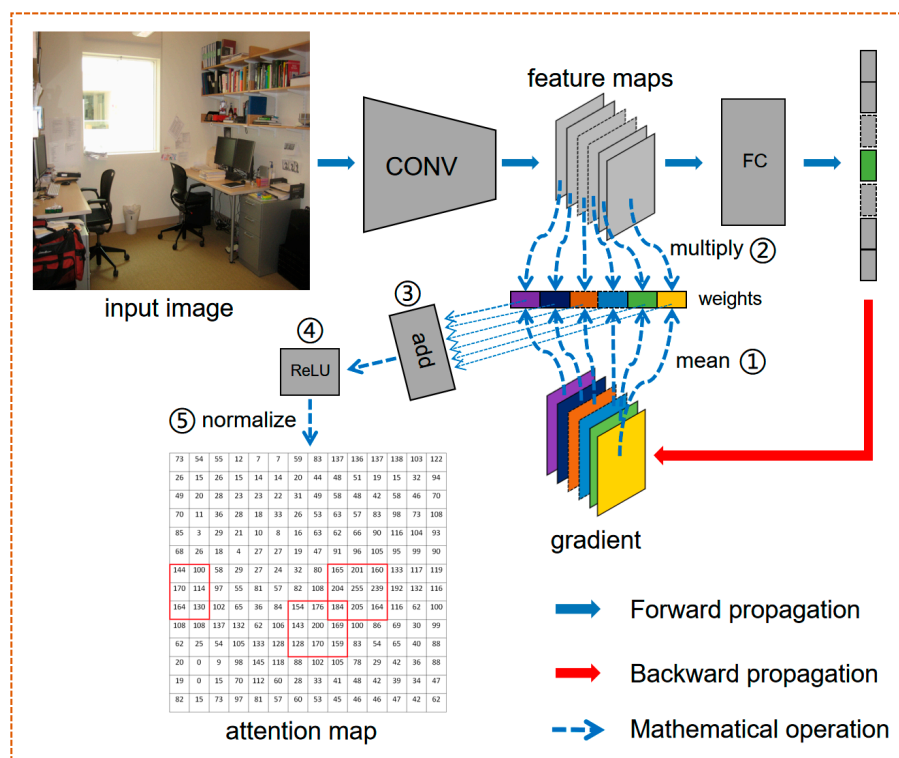 feature maps
CONV
FC
multiply ②
input image
③
weights
④
add
mean ①
ReLU
⑤ normalize
73 54 55 12 7 7 59 83 137 136 137 138 103 122
26 15 26 15 14 14 20 44 48 51 19 15 32 94
49 20 28 23 23 22 31 49 58 48 42 58 46 70
70 11 36 28 18 33 26 53 63 57 83 98 73 108
85 3 29 21 10 8 16 63 62 66 90 116 104 93
68 26 18 4 27 27 19 47 91 96 105 95 99 90
144 100 58 29 27 24 32 80 165 201 160 133 117 119
170 114 97 55 81 57 82 108 204 255 239 192 132 116
164 130 102 65 36 84 154 176 184 205 164 116 62 100
108 108 137 132 62 106 143 200 169 100 86 69 30 99
62 25 54 105 133 128 128 170 159 83 54 65 40 88
20 0 9 98 145 118 88 102 105 78 29 42 36 88
19 0 15 70 112 60 28 33 41 48 42 39 34 47
82 15 73 97 81 57 60 53 45 46 46 47 42 62
attention map
gradient
Forward propagation
Backward propagation
Mathematical operation